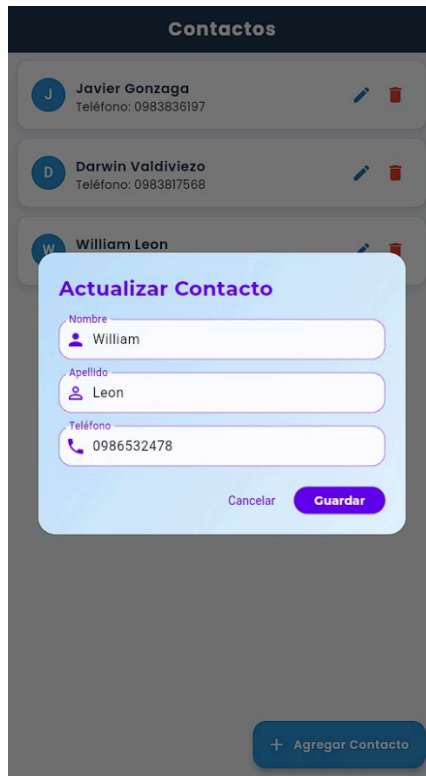 Contactos
J
Javier Gonzaga
Teléfono: 0983836197
D
Darwin Valdiviezo
Teléfono: 0983817568
W
William Leon
Actualizar Contacto
Nombre
William
Apellido
Leon
Teléfono
0986532478
Cancelar
Guardar
+ Agregar Contacto